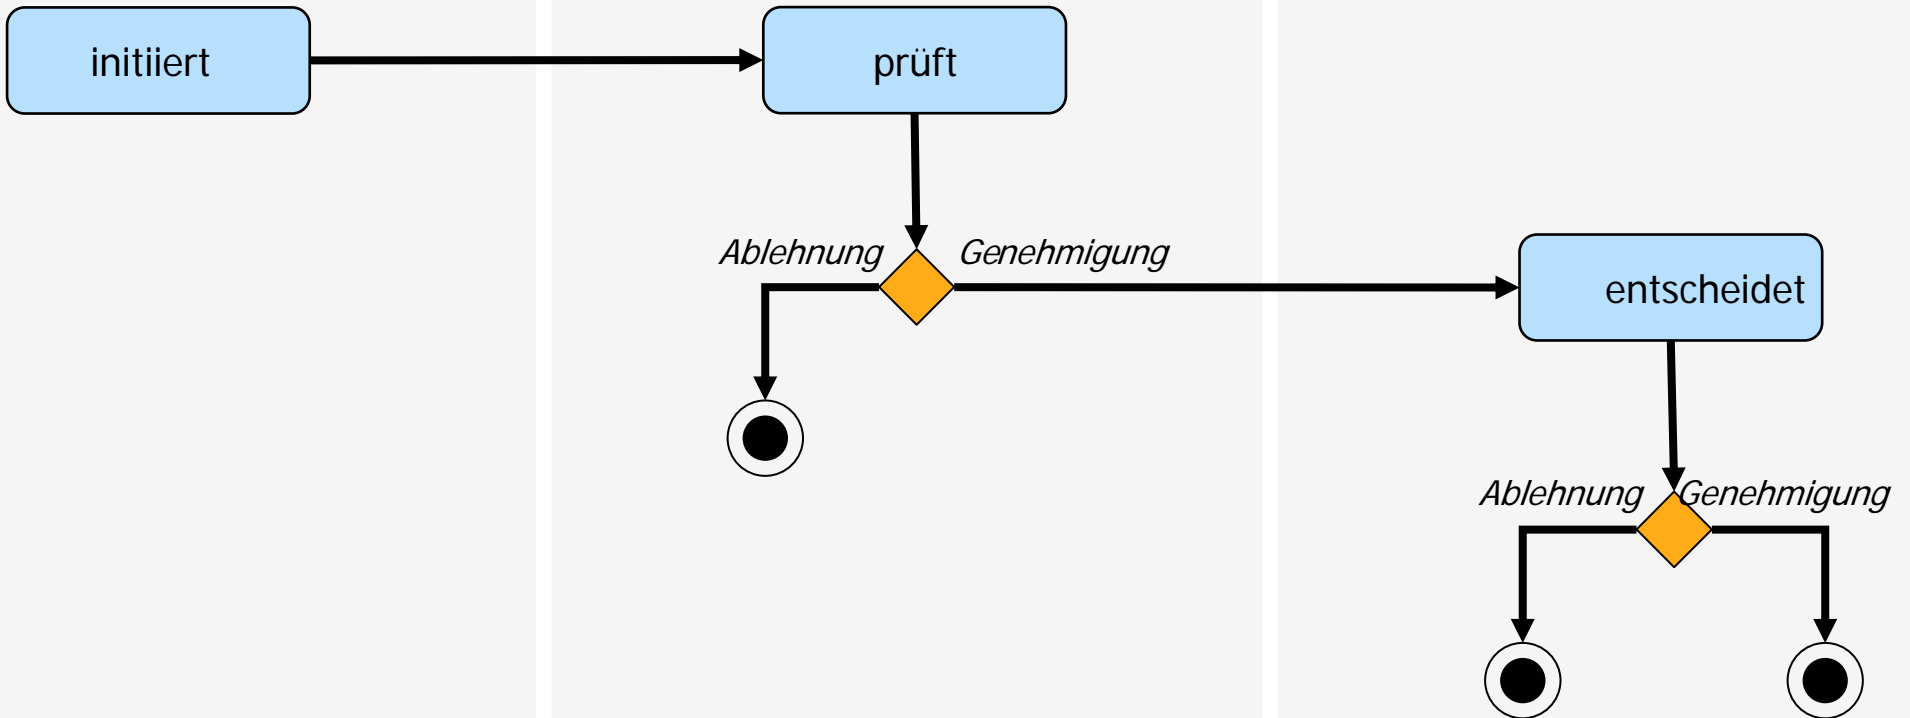 initiiert
prüft
Ablehnung
Genehmigung
entscheidet
Ablehnung
Genehmigung